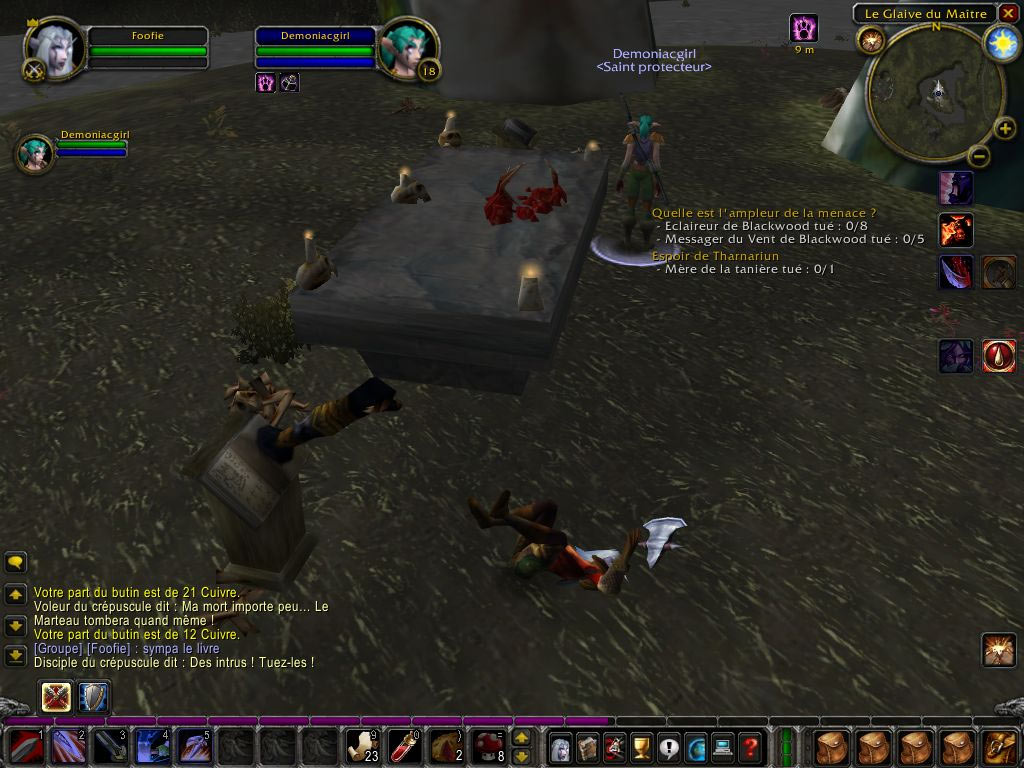 Foofie
Demoniacgirl
18
Demoniacgirl
<Saint protecteur>
9 m
Le Glaive du Maître
N
Demoniacgirl
Quelle est l'ampleur de la menace ?
- Eclaireur de Blackwood tué : 0/8
- Messager du Vent de Blackwood tué : 0/5
Espoir de Tharnariun
- Mère de la tanière tué : 0/1
Votre part du butin est de 21 Cuivre.
Voleur du crépuscule dit : Ma mort importe peu... Le
Marteau tombera quand même !
Votre part du butin est de 12 Cuivre.
[Groupe] [Foofie] : sympa le livre
Disciple du crépuscule dit : Des intrus ! Tuez-les !
1 2 3 4 5 9 0 ) =
23 2 8